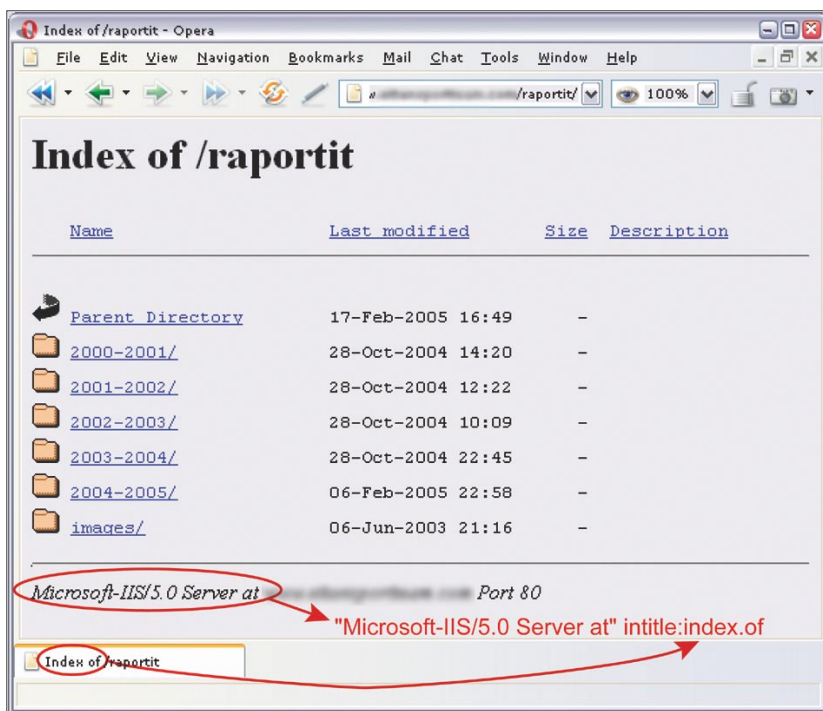 Index of /raportit - Opera
File Edit View Navigation Bookmarks Mail Chat Tools Window Help
/raportit/ 100%
Index of /raportit
Name Last modified Size Description
Parent Directory 17-Feb-2005 16:49 -
2000-2001/ 28-Oct-2004 14:20 -
2001-2002/ 28-Oct-2004 12:22 -
2002-2003/ 28-Oct-2004 10:09 -
2003-2004/ 28-Oct-2004 22:45 -
2004-2005/ 06-Feb-2005 22:58 -
images/ 06-Jun-2003 21:16 -
Microsoft-IIS/5.0 Server at Port 80
"Microsoft-IIS/5.0 Server at" intitle:index.of
Index of /raportit